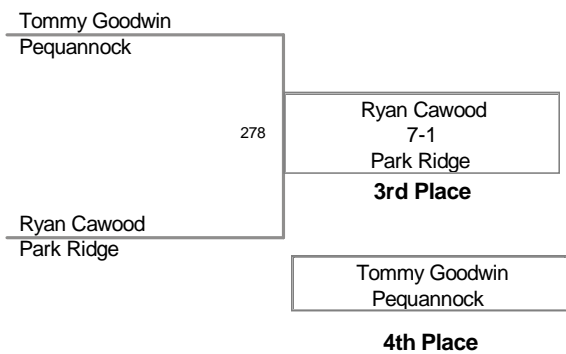 Tommy Goodwin
Pequannock
278
Ryan Cawood
7-1
Park Ridge
3rd Place
Ryan Cawood
Park Ridge
Tommy Goodwin
Pequannock
4th Place